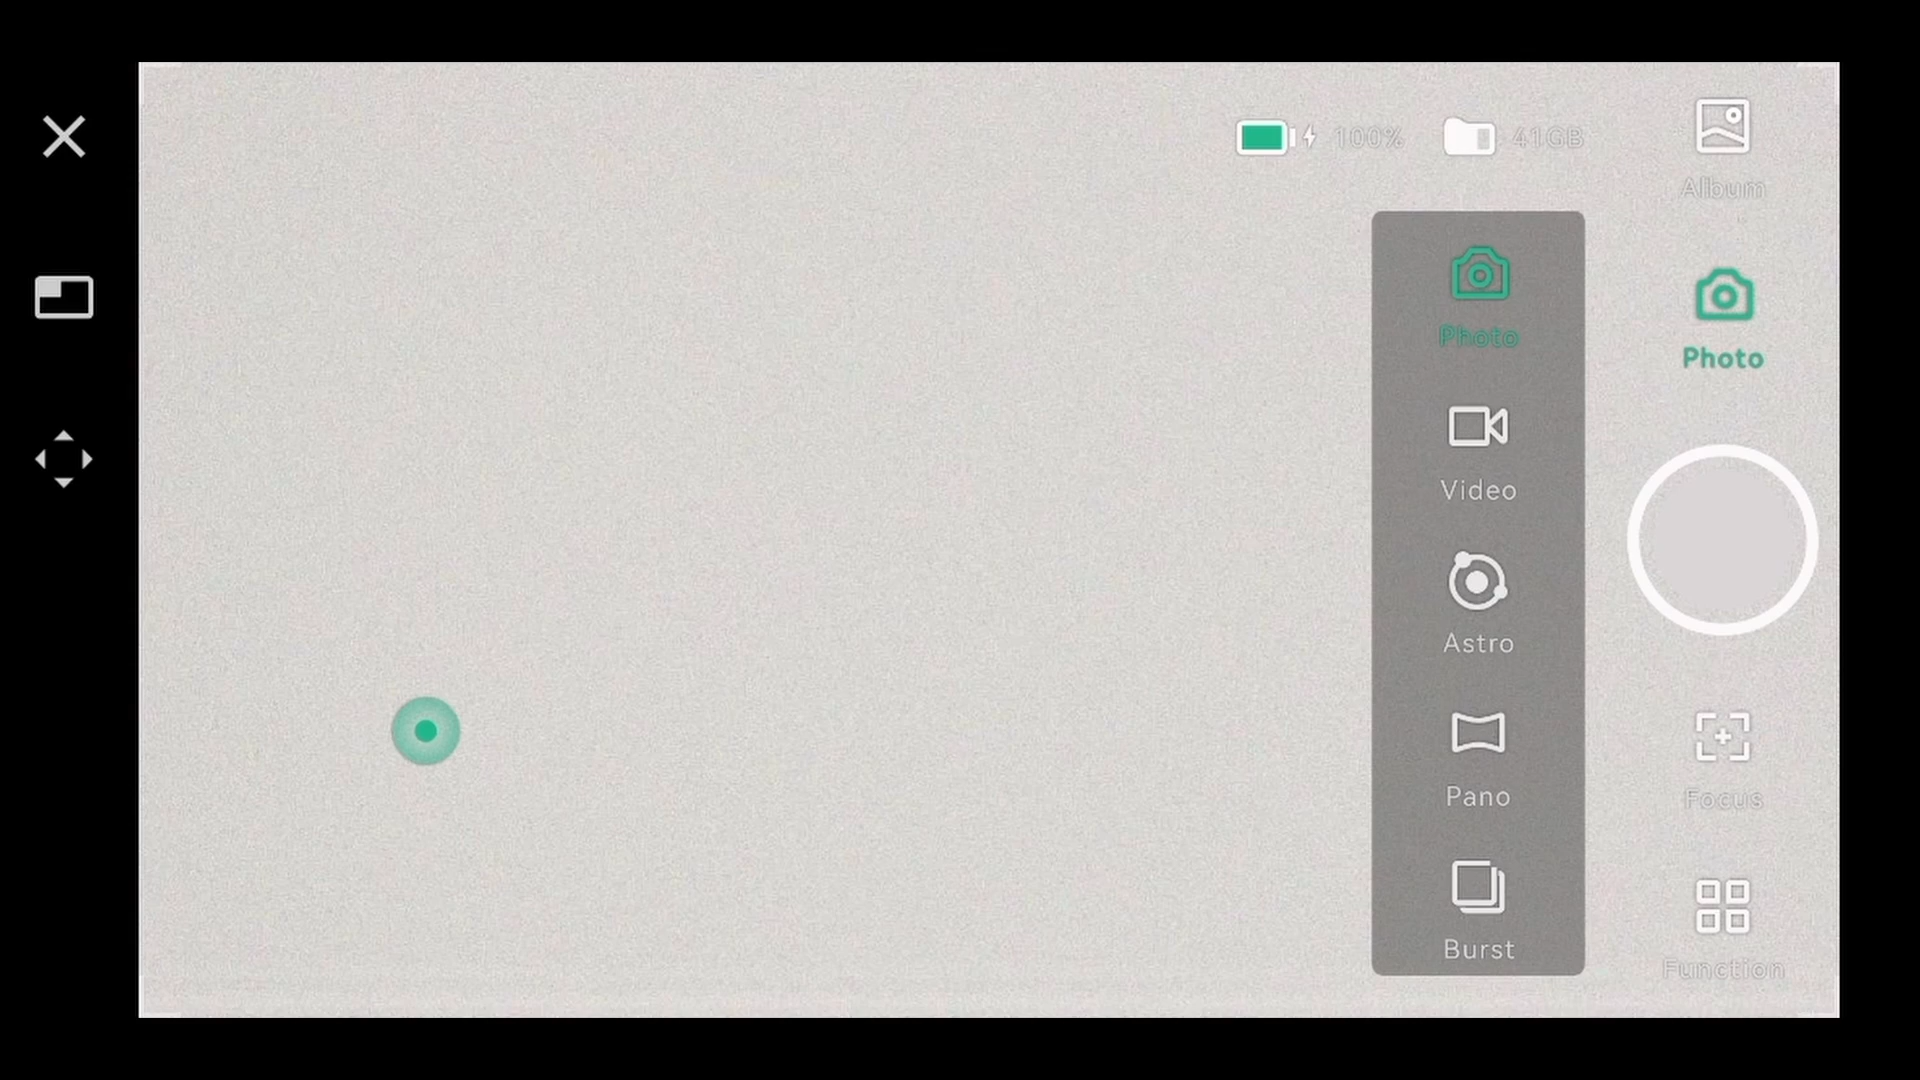 100%
41GB
Album
Photo
Photo
Video
Astro
Pano
Focus
Burst
Function